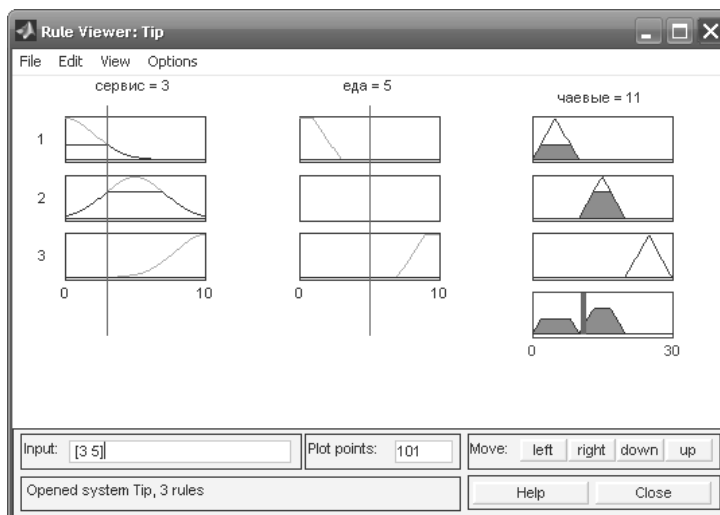 Rule Viewer: Tip
File Edit View Options
сервис = 3 еда = 5 чаевые = 11
1
2
3
0 10 0 10
0 30
Input: [3 5] Plot points: 101 Move: left right down up
Opened system Tip, 3 rules Help Close